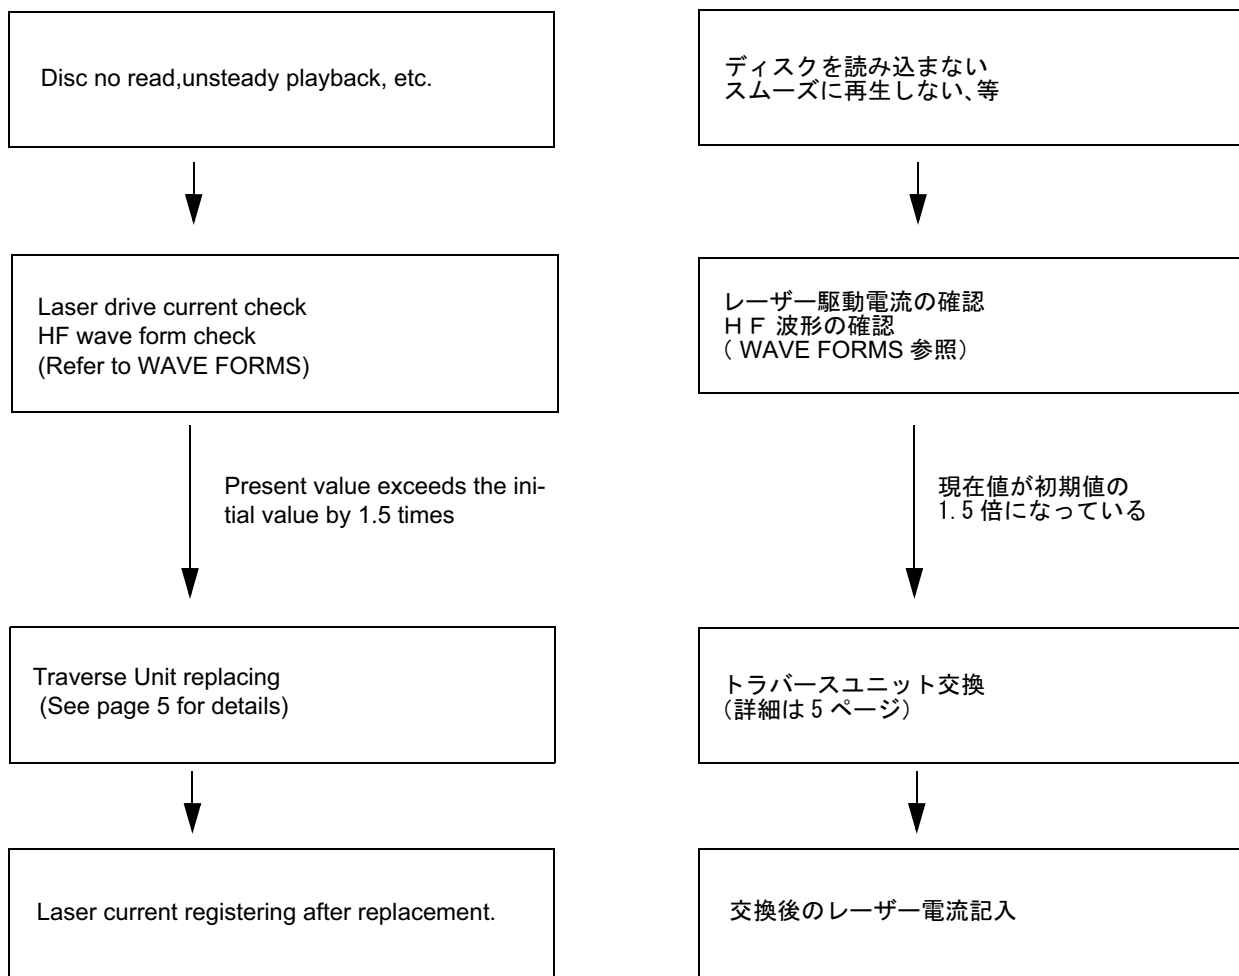 Disc no read,unsteady playback, etc.
Laser drive current check
HF wave form check
(Refer to WAVE FORMS)
Present value exceeds the ini-
tial value by 1.5 times
Traverse Unit replacing
(See page 5 for details)
Laser current registering after replacement.
ディスクを読み込まない
スムーズに再生しない、等
レーザー駆動電流の確認
ＨＦ 波形の確認
( WAVE FORMS 参照)
現在値が初期値の
1.5 倍になっている
トラバースユニット交換
(詳細は 5 ページ)
交換後のレーザー電流記入